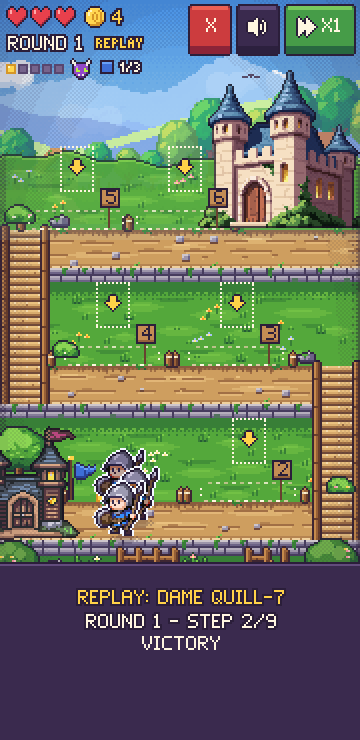 4
X
X1
ROUND 1 REPLAY
1/3
5
6
4
3
2
REPLAY: DAME QUILL-7
ROUND 1 - STEP 2/9
VICTORY